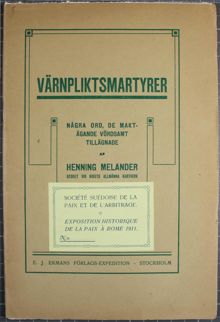 VÄRNPLIKTSMARTYRER
NÅGRA ORD, DE MAKT-
ÄGANDE VÖRDSAMT
TILLÄGNADE
AF
HENNING MELANDER
SOCIÉTÉ SUÉDOISE DE LA
PAIX ET DE L'ARBITRAGE.
EXPOSITION HISTORIQUE
DE LA PAIX À ROME 1911.
No
E. J. EKMANS FÖRLAGS-EXPEDITION - STOCKHOLM